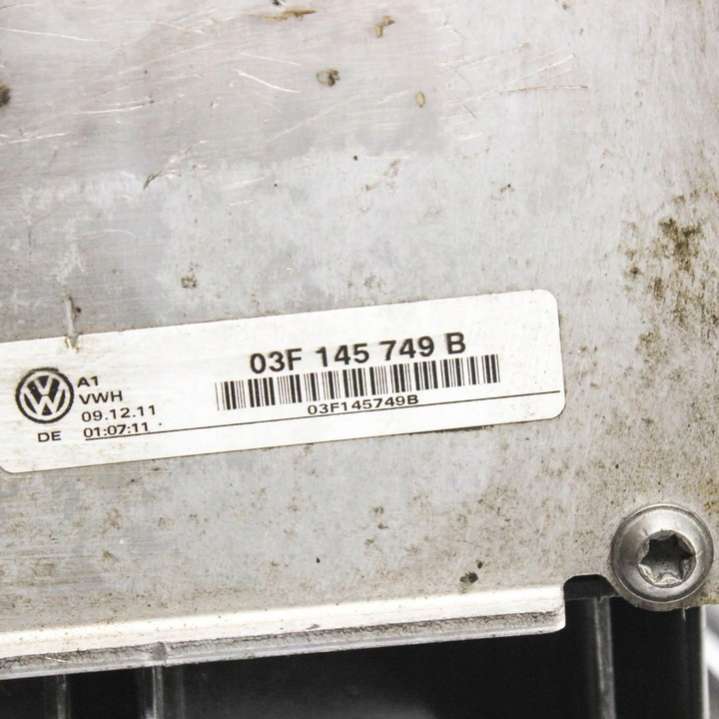 03F 145 749 B
03F145749B
A1
VWH
09.12.11
DE 01:07:11